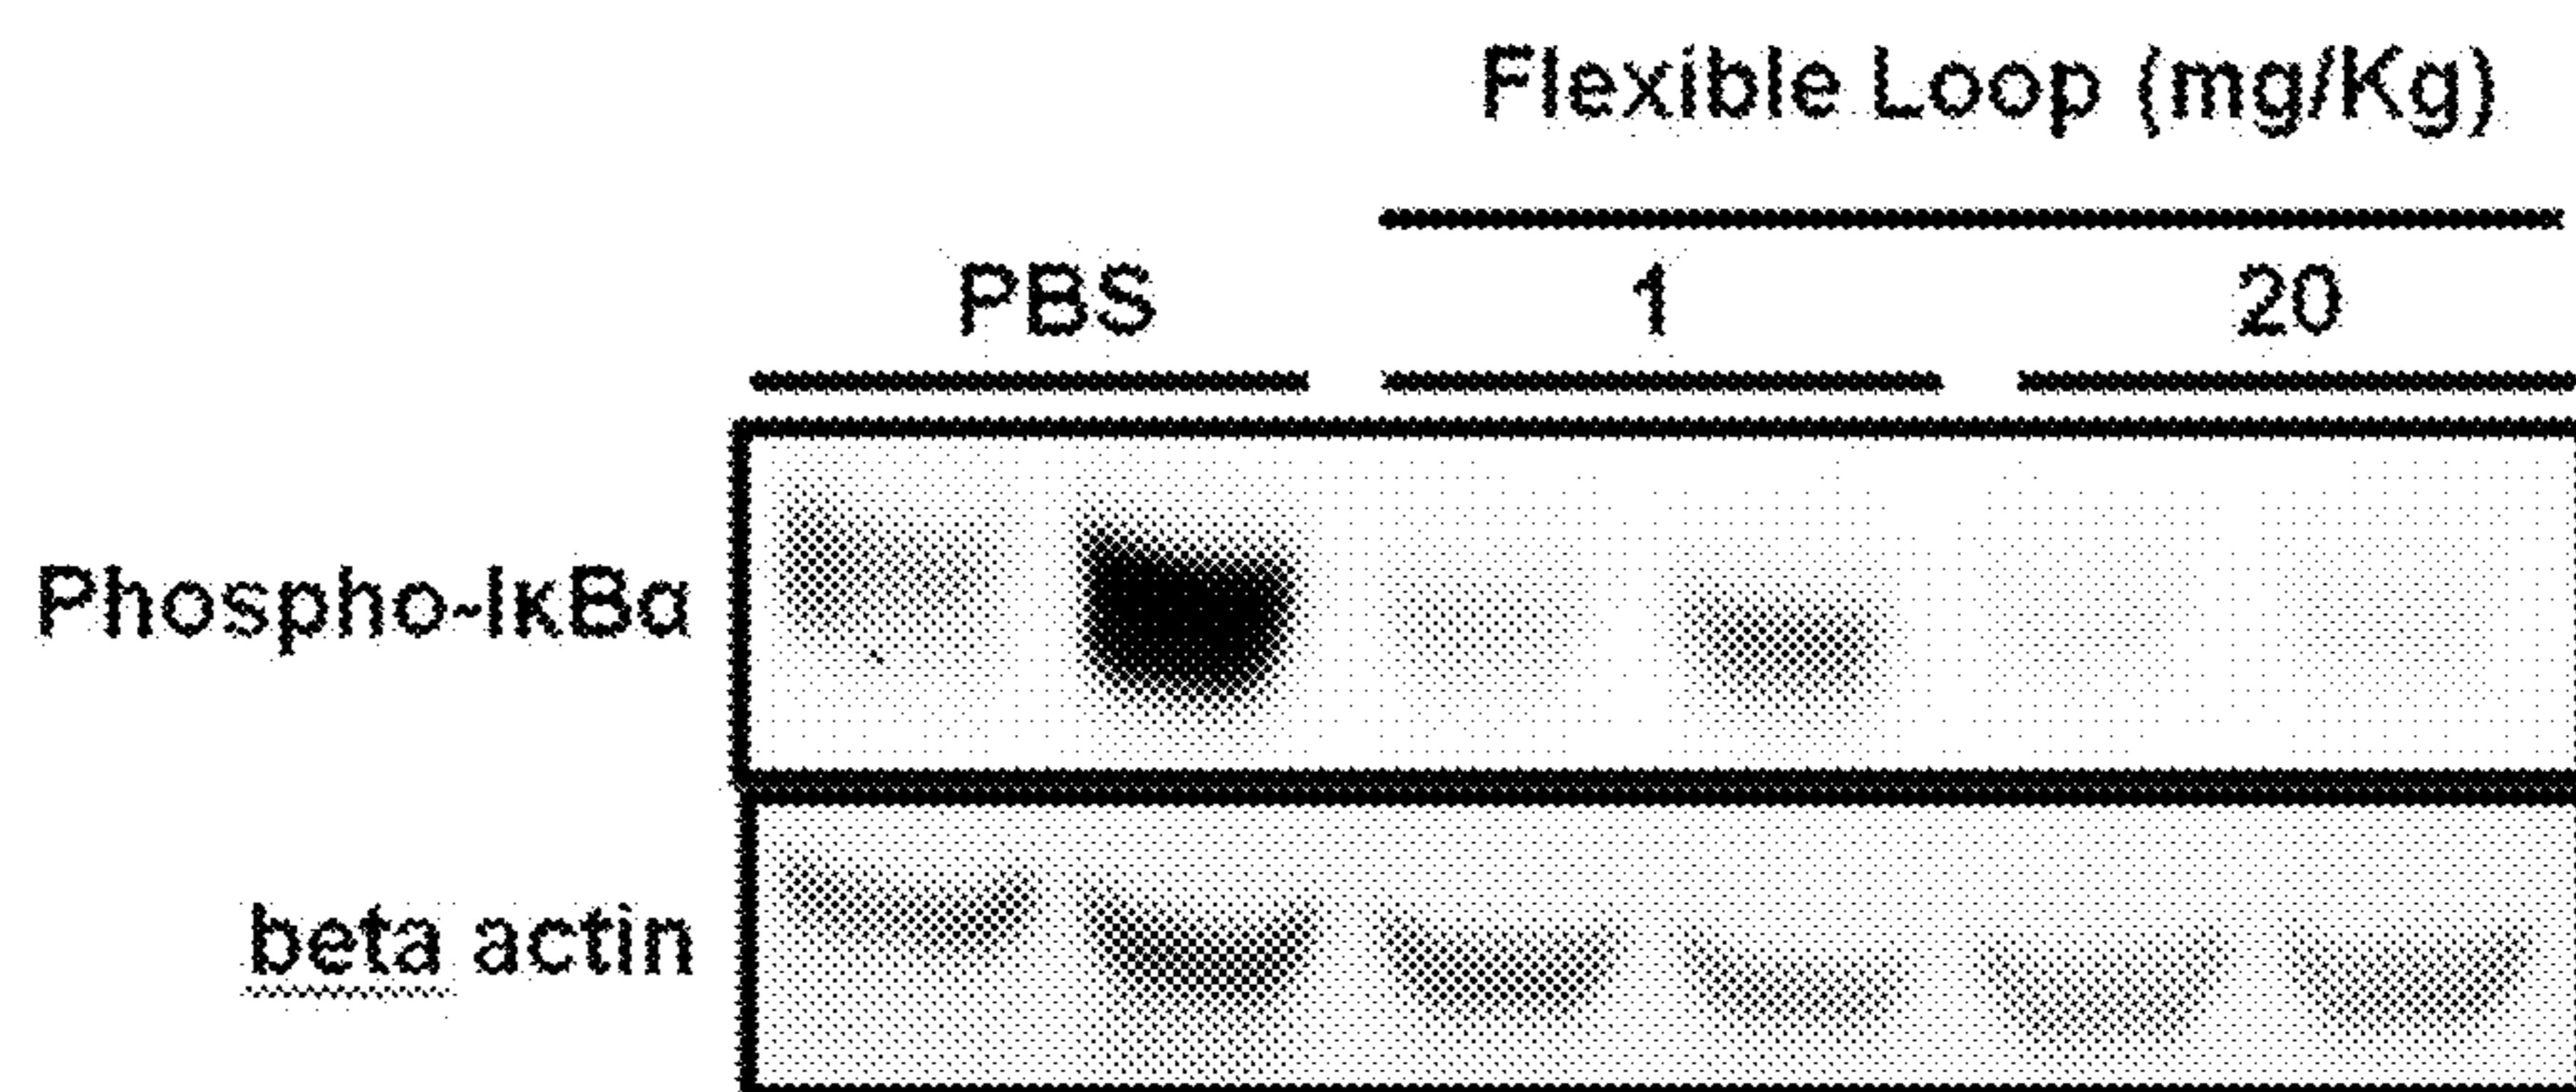 Flexible Loop (mg/Kg)
PBS 1 20
Phospho-IκBα
beta actin